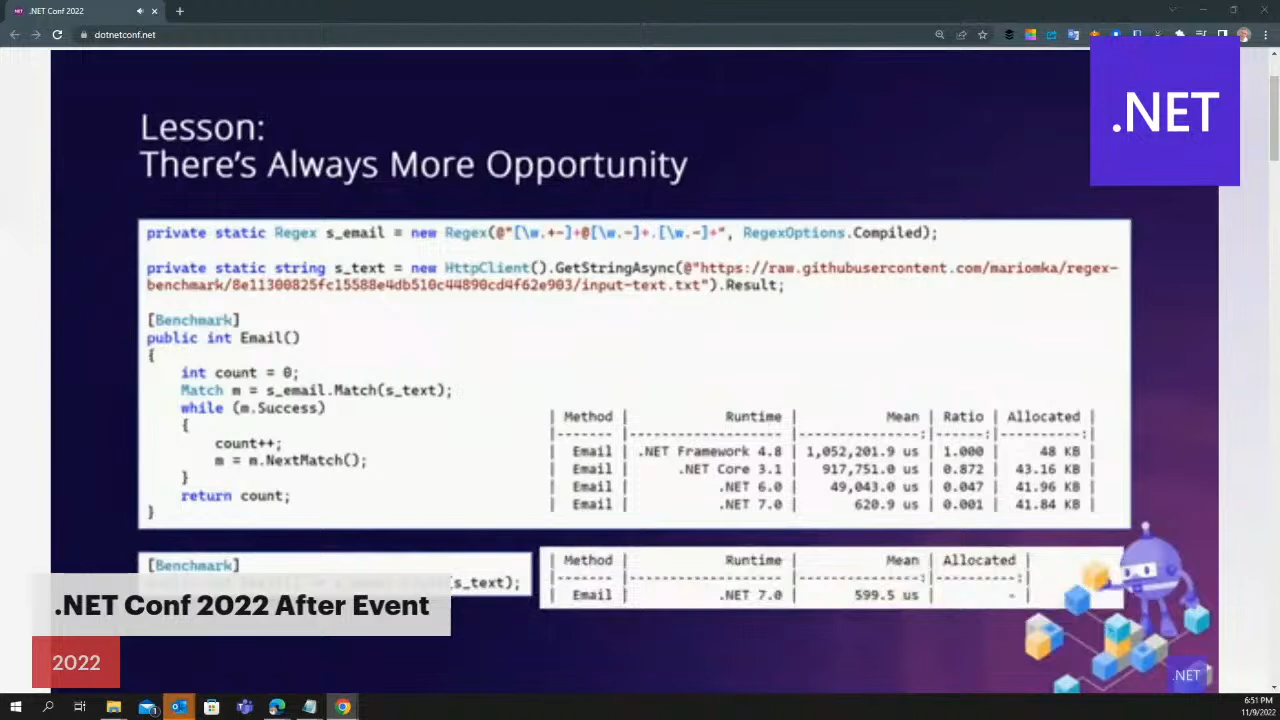 .NET Conf 2022
dotnetconf.net
.NET
Lesson:
There's Always More Opportunity
private static Regex s_email = new Regex(@"[\w.+-]+@[\w.-]+.[\w.-]+", RegexOptions.Compiled);
private static string s_text = new HttpClient().GetStringAsync(@"https://raw.githubusercontent.com/mariomka/regex-
benchmark/8e11300825fc15588e4db510c44890cd4f62e903/input-text.txt").Result;
[Benchmark]
public int Email()
{
int count = 0;
Match m = s_email.Match(s_text);
while (m.Success)
{
count++;
m = m.NextMatch();
}
return count;
}
| Method | Runtime | Mean | Ratio | Allocated |
|------- |------------------ |--------------:|------:|----------:|
| Email | .NET Framework 4.8 | 1,052,201.9 us | 1.000 | 48 KB |
| Email | .NET Core 3.1 | 917,751.0 us | 0.872 | 43.16 KB |
| Email | .NET 6.0 | 49,043.0 us | 0.047 | 41.96 KB |
| Email | .NET 7.0 | 620.9 us | 0.001 | 41.84 KB |
[Benchmark]
(s_text);
| Method | Runtime | Mean | Allocated |
|------- |------------------ |--------------:|----------:|
| Email | .NET 7.0 | 599.5 us | - |
.NET Conf 2022 After Event
2022
.NET
6:51 PM
11/9/2022